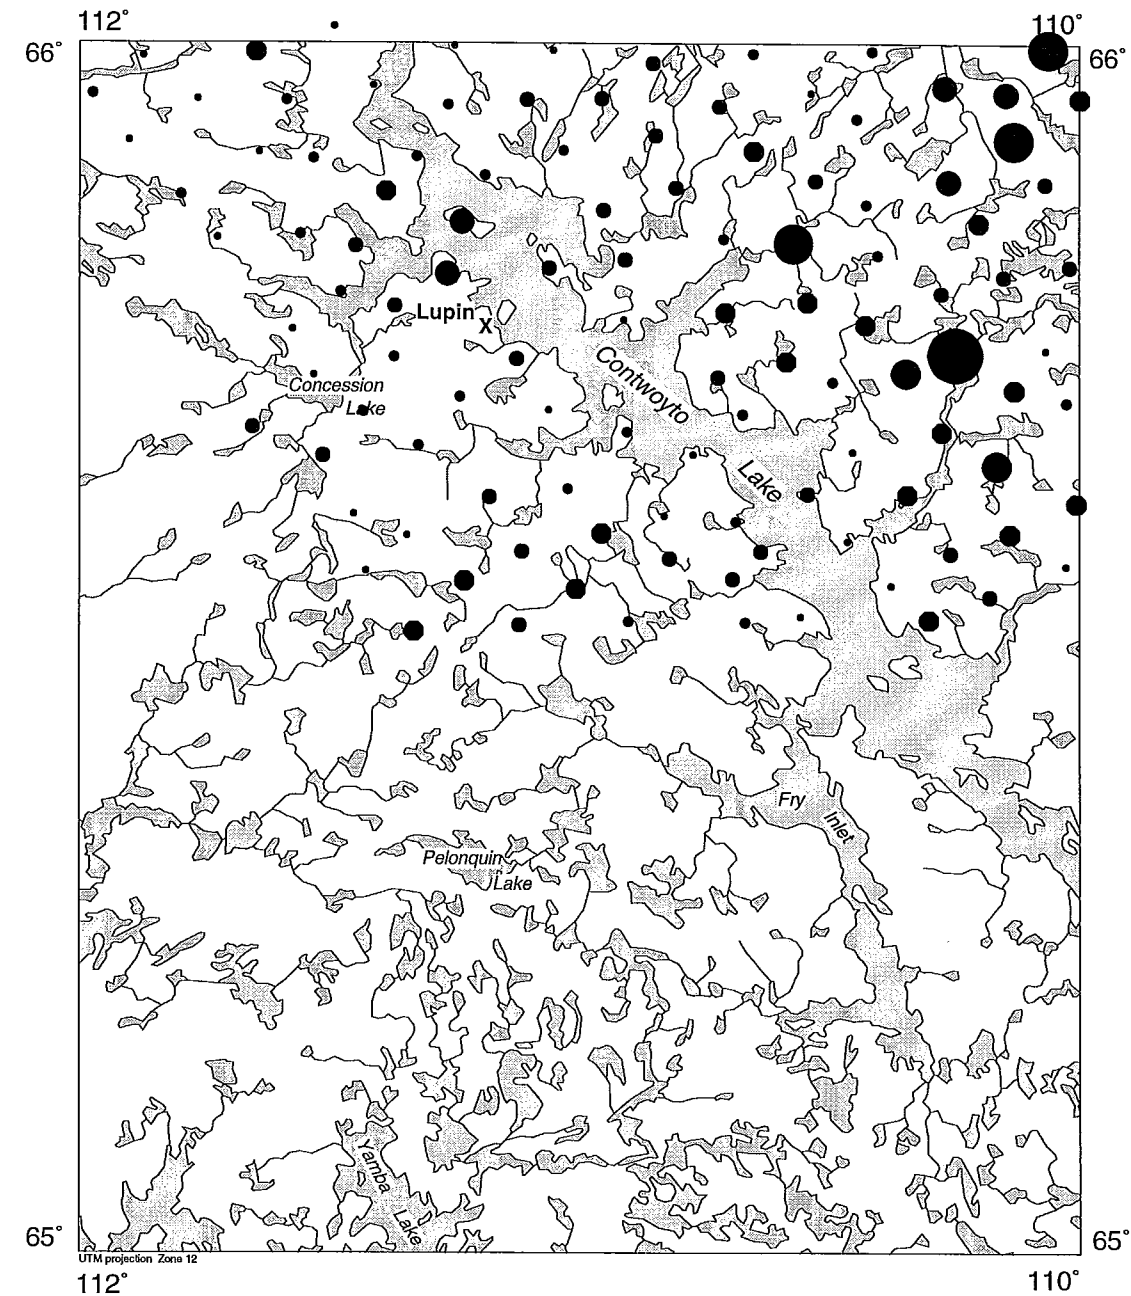 112°
110°
66°
66°
Lupin
X
Contwoyto
Lake
Concession
Lake
Fry
Inlet
Pelonquin
Lake
Yamba
Lake
65°
65°
UTM projection Zone 12
112°
110°